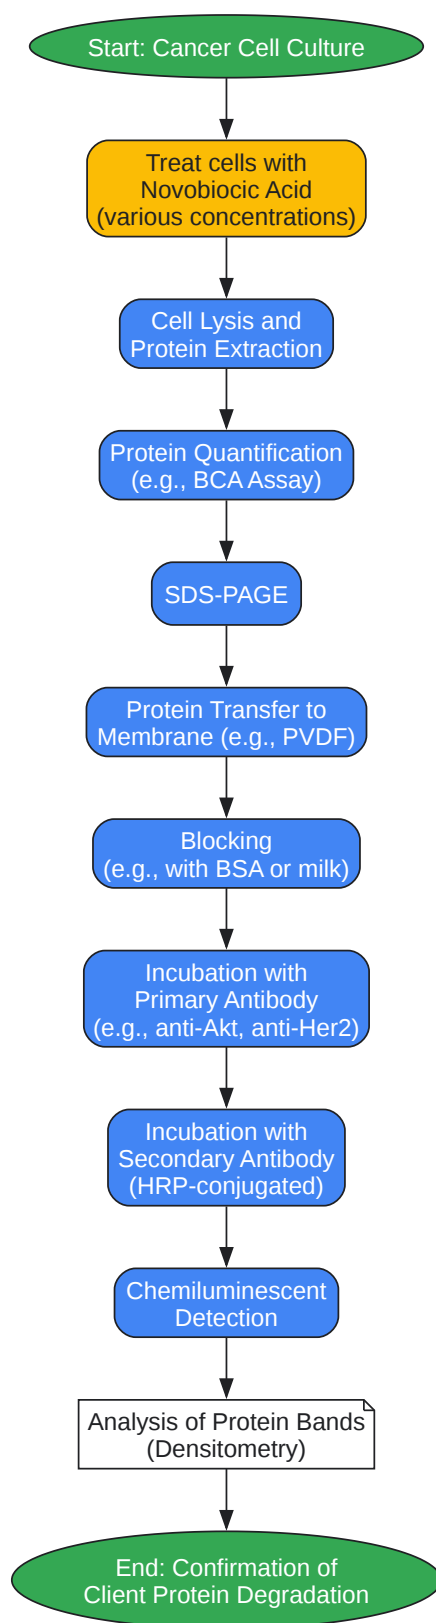 Start: Cancer Cell Culture
Treat cells with
Novobiocic Acid
(various concentrations)
Cell Lysis and
Protein Extraction
Protein Quantification
(e.g., BCA Assay)
SDS-PAGE
Protein Transfer to
Membrane (e.g., PVDF)
Blocking
(e.g., with BSA or milk)
Incubation with
Primary Antibody
(e.g., anti-Akt, anti-Her2)
Incubation with
Secondary Antibody
(HRP-conjugated)
Chemiluminescent
Detection
Analysis of Protein Bands
(Densitometry)
End: Confirmation of
Client Protein Degradation